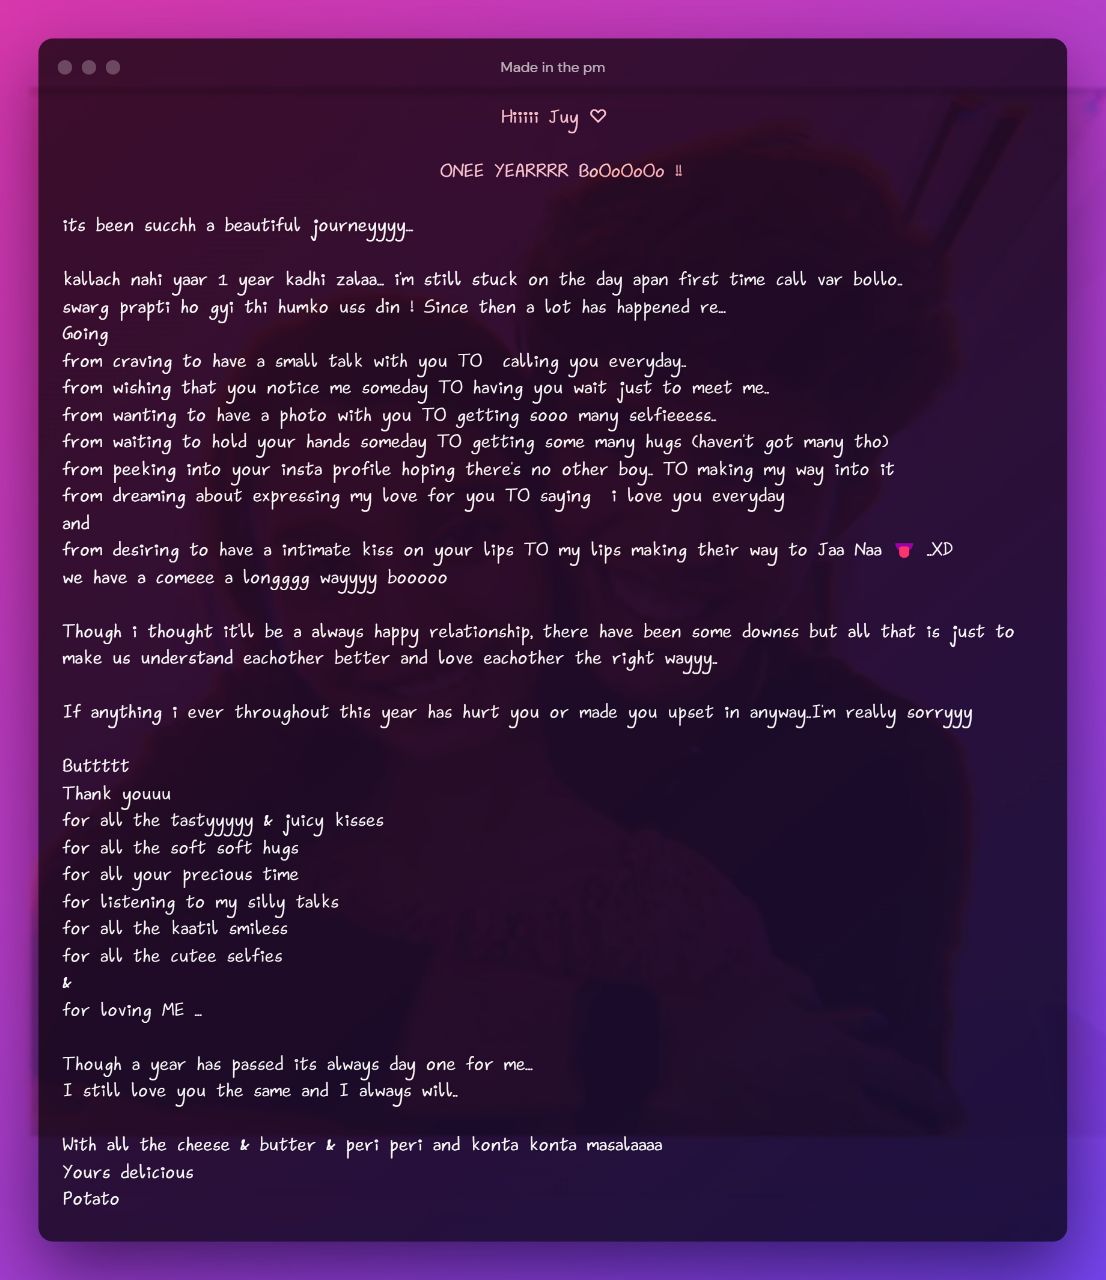 Made in the pm
Hiiiii Juy ♡
ONEE YEARRRR BoOoOoOo !!
its been succhh a beautiful journeyyyy...
kallach nahi yaar 1 year kadhi zalaa... i'm still stuck on the day apan first time call var bollo..
swarg prapti ho gyi thi humko uss din ! Since then a lot has happened re...
Going
from craving to have a small talk with you TO  calling you everyday..
from wishing that you notice me someday TO having you wait just to meet me..
from wanting to have a photo with you TO getting sooo many selfieeess..
from waiting to hold your hands someday TO getting some many hugs (haven't got many tho)
from peeking into your insta profile hoping there's no other boy.. TO making my way into it
from dreaming about expressing my love for you TO saying  i love you everyday
and
from desiring to have a intimate kiss on your lips TO my lips making their way to Jaa Naa 👅 ..XD
we have a comeee a longggg wayyyy booooo
Though i thought it'll be a always happy relationship, there have been some downss but all that is just to
make us understand eachother better and love eachother the right wayyy..
If anything i ever throughout this year has hurt you or made you upset in anyway..I'm really sorryyy
Buttttt
Thank youuu
for all the tastyyyyy & juicy kisses
for all the soft soft hugs
for all your precious time
for listening to my silly talks
for all the kaatil smiless
for all the cutee selfies
&
for loving ME ...
Though a year has passed its always day one for me...
I still love you the same and I always will..
With all the cheese & butter & peri peri and konta konta masalaaaa
Yours delicious
Potato